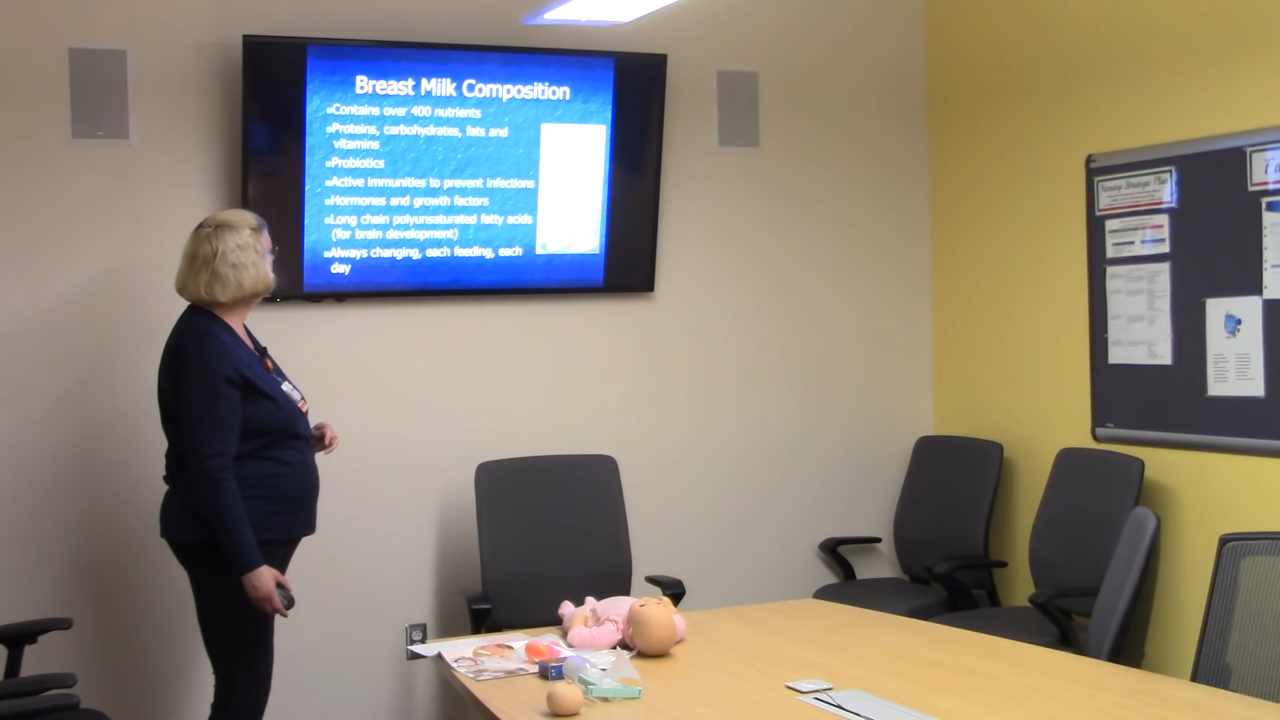 Breast Milk Composition
Contains over 400 nutrients
Proteins, carbohydrates, fats and
vitamins
Probiotics
Active immunities to prevent infections
Hormones and growth factors
Long chain polyunsaturated fatty acids
(for brain development)
Always changing, each feeding, each
day
Nursing Strategic Plan